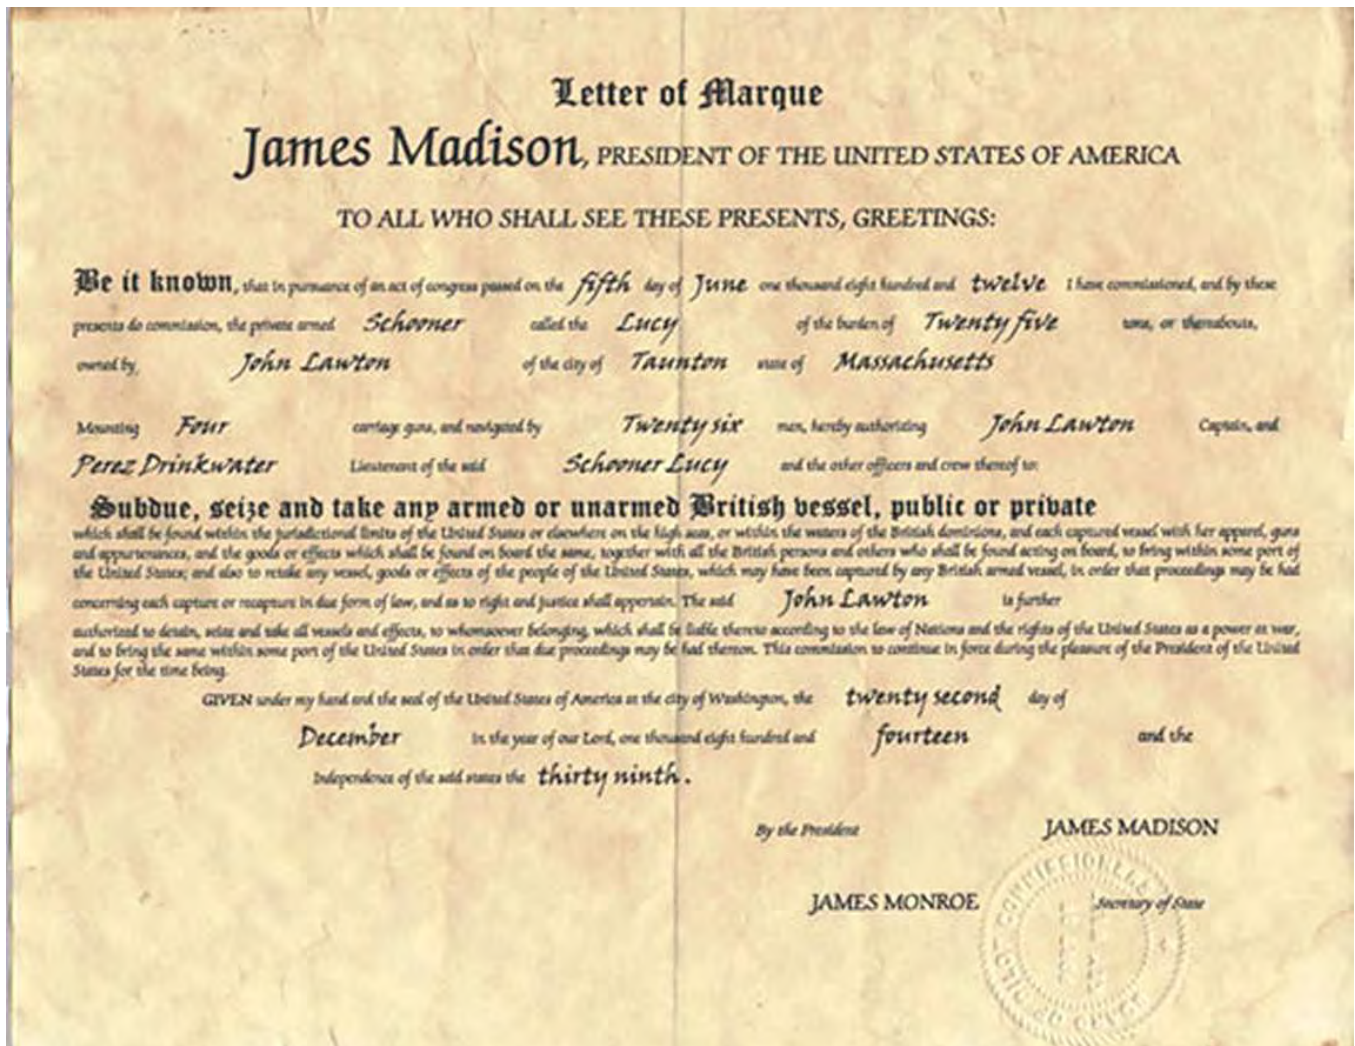 Letter of Marque
James Madison, PRESIDENT OF THE UNITED STATES OF AMERICA
TO ALL WHO SHALL SEE THESE PRESENTS, GREETINGS:
Be it known, that in pursuance of an act of congress passed on the fifth day of June one thousand eight hundred and twelve I have commissioned, and by these
presents do commission, the private armed Schooner called the Lucy of the burden of Twenty five tons, or thereabouts,
owned by, John Lawton of the city of Taunton state of Massachusetts
Mounting Four carriage guns, and navigated by Twenty six men, hereby authorizing John Lawton Captain, and
Perez Drinkwater Lieutenant of the said Schooner Lucy and the other officers and crew thereof to:
Subdue, seize and take any armed or unarmed British vessel, public or private
which shall be found within the jurisdictional limits of the United States or elsewhere on the high seas, or within the waters of the British dominions, and each captured vessel with her apparel, guns
and appurtenances, and the goods or effects which shall be found on board the same, together with all the British persons and others who shall be found acting on board, to bring within some port of
the United States; and also to retake any vessel, goods or effects of the people of the United States, which may have been captured by any British armed vessel, in order that proceedings may be had
concerning each capture or recapture in due form of law, and as to right and justice shall appertain. The said John Lawton is further
authorized to detain, seize and take all vessels and effects, to whomsoever belonging, which shall be liable thereto according to the law of Nations and the rights of the United States as a power at war,
and to bring the same within some port of the United States in order that due proceedings may be had thereon. This commission to continue in force during the pleasure of the President of the United
States for the time being.
GIVEN under my hand and the seal of the United States of America at the city of Washington, the twenty second day of
December in the year of our Lord, one thousand eight hundred and fourteen and the
Independence of the said states the thirty ninth.
By the President JAMES MADISON
JAMES MONROE Secretary of State